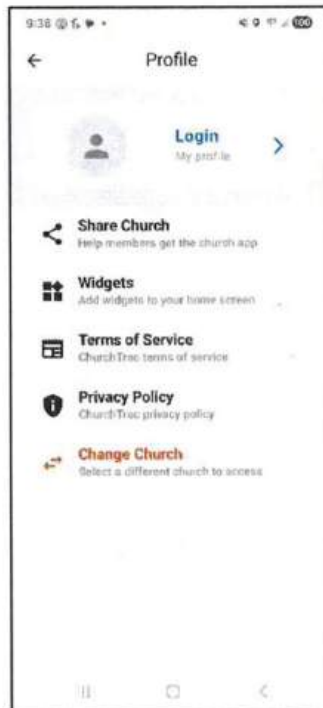 9:38
Profile
Login
My profile
Share Church
Help members get the church app
Widgets
Add widgets to your home screen
Terms of Service
ChurchTrac terms of service
Privacy Policy
ChurchTrac privacy policy
Change Church
Select a different church to access